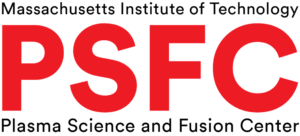 Massachusetts Institute of Technology
PSFC
Plasma Science and Fusion Center